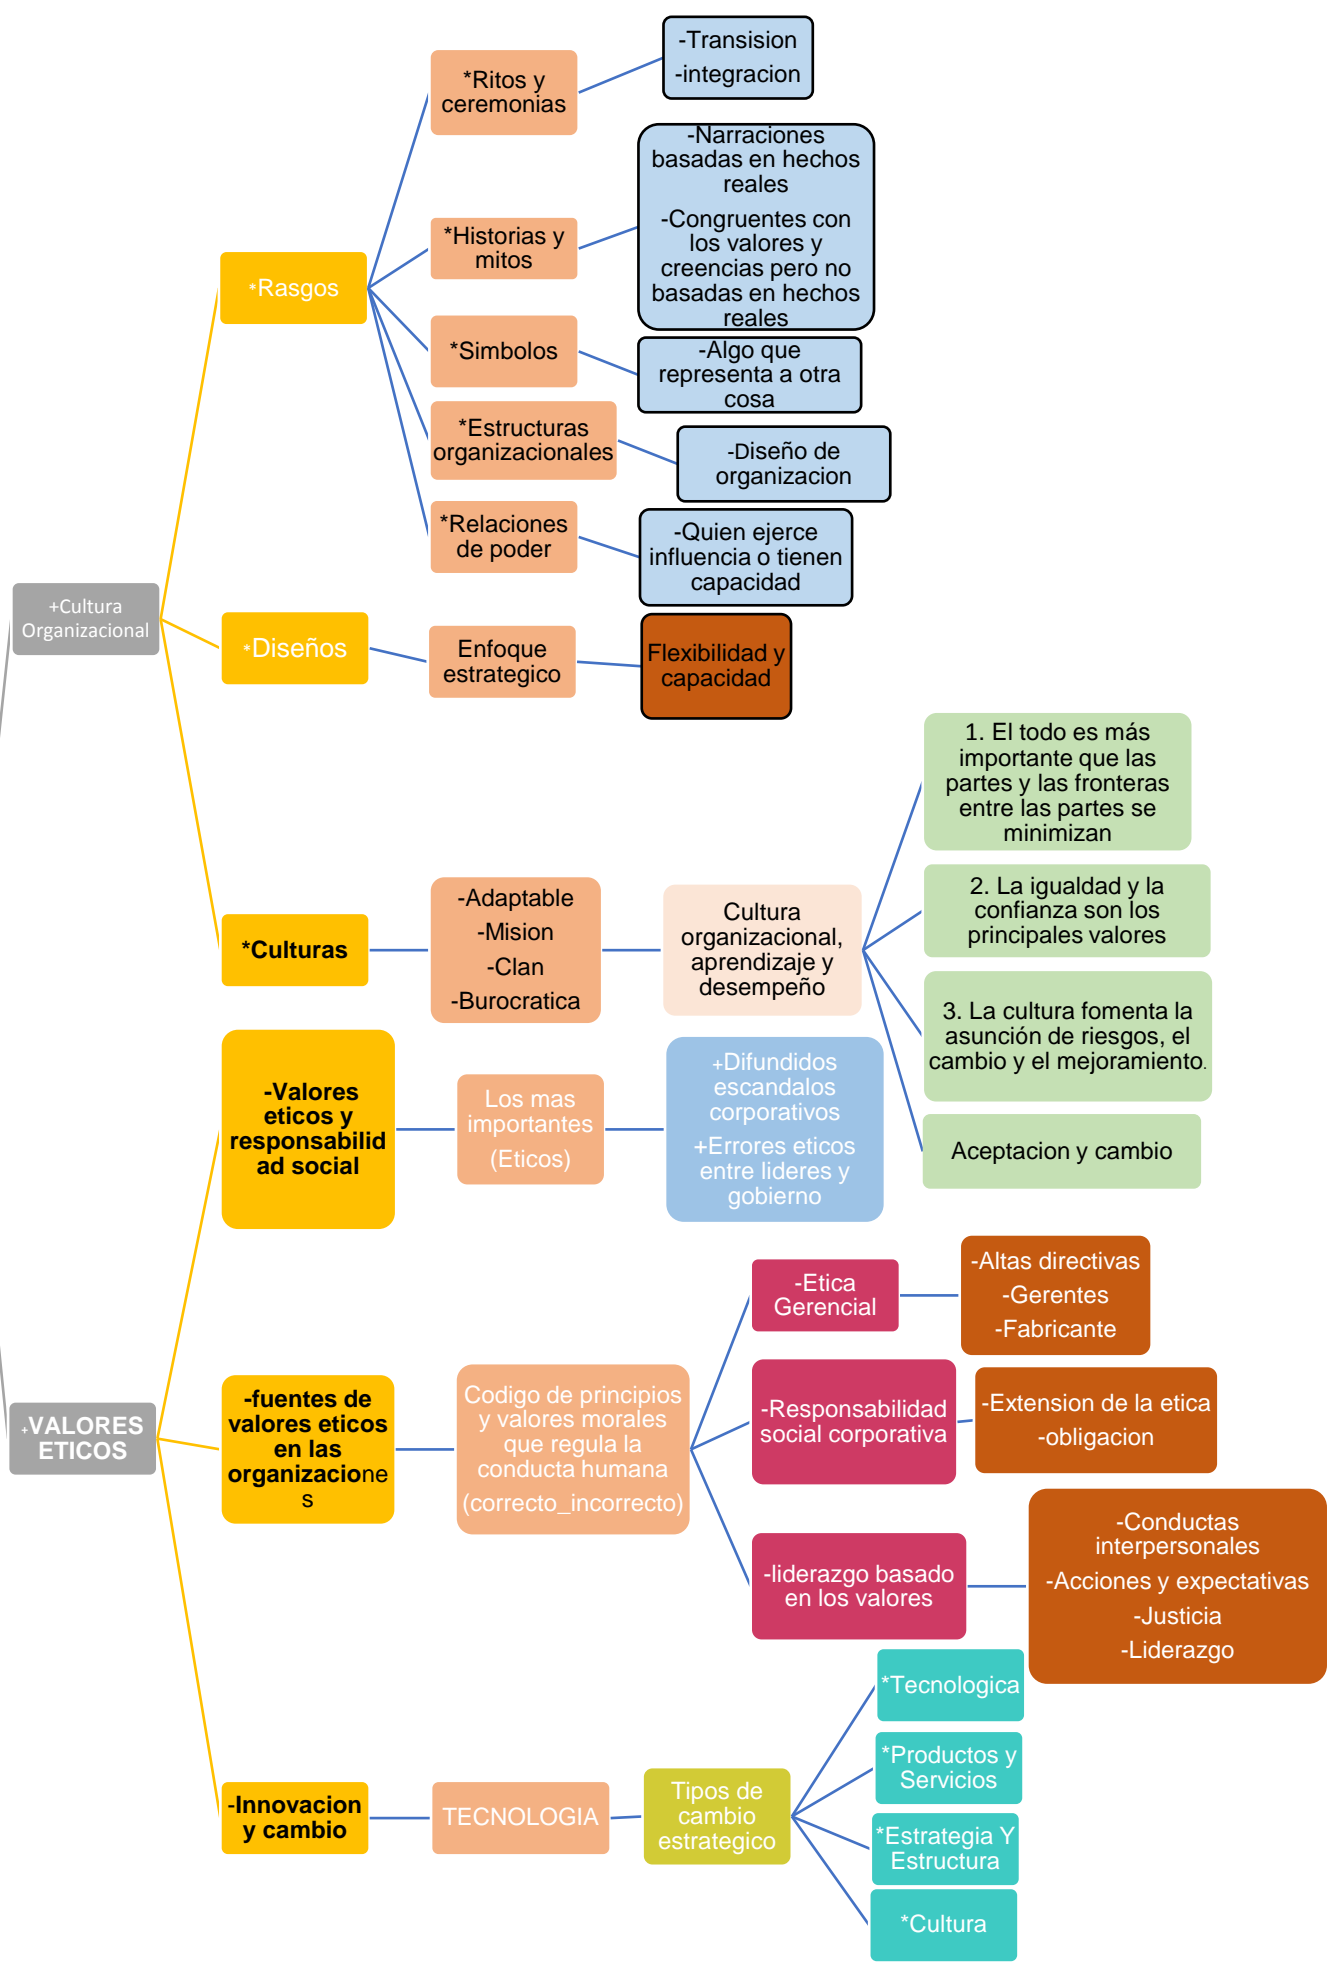 +Cultura
Organizacional
*Rasgos
*Ritos y
ceremonias
-Transision
-integracion
*Historias y
mitos
-Narraciones
basadas en hechos
reales
-Congruentes con
los valores y
creencias pero no
basadas en hechos
reales
*Simbolos
-Algo que
representa a otra
cosa
*Estructuras
organizacionales
-Diseño de
organizacion
*Relaciones
de poder
-Quien ejerce
influencia o tienen
capacidad
*Diseños
Enfoque
estrategico
Flexibilidad y
capacidad
*Culturas
-Adaptable
-Mision
-Clan
-Burocratica
Cultura
organizacional,
aprendizaje y
desempeño
1. El todo es más
importante que las
partes y las fronteras
entre las partes se
minimizan
2. La igualdad y la
confianza son los
principales valores
3. La cultura fomenta la
asunción de riesgos, el
cambio y el mejoramiento.
Aceptacion y cambio
+VALORES
ETICOS
-Valores
eticos y
responsabilid
ad social
Los mas
importantes
(Eticos)
+Difundidos
escandalos
corporativos
+Errores eticos
entre lideres y
gobierno
-fuentes de
valores eticos
en las
organizacione
s
Codigo de principios
y valores morales
que regula la
conducta humana
(correcto_incorrecto)
-Etica
Gerencial
-Altas directivas
-Gerentes
-Fabricante
-Responsabilidad
social corporativa
-Extension de la etica
-obligacion
-liderazgo basado
en los valores
-Conductas
interpersonales
-Acciones y expectativas
-Justicia
-Liderazgo
-Innovacion
y cambio
TECNOLOGIA
Tipos de
cambio
estrategico
*Tecnologica
*Productos y
Servicios
*Estrategia Y
Estructura
*Cultura